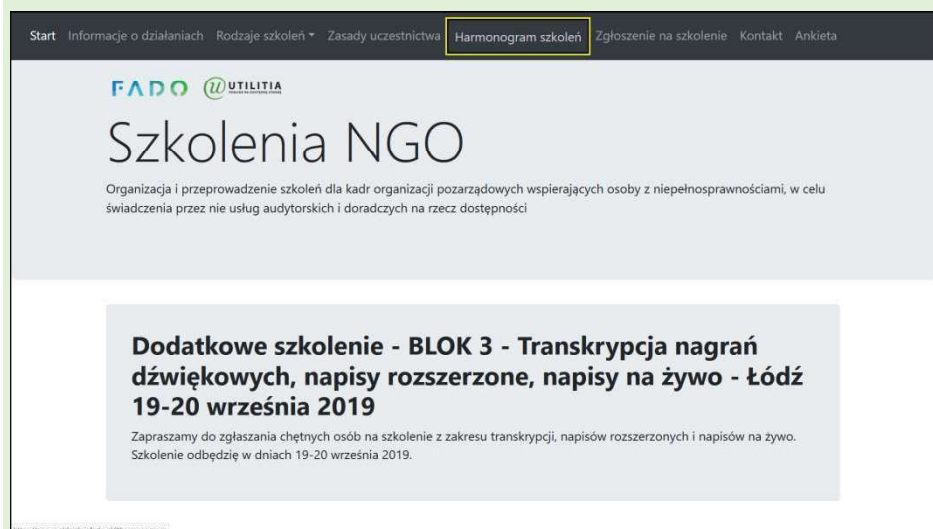 Start Informacje o działaniach Rodzaje szkoleń Zasady uczestnictwa Harmonogram szkoleń Zgłoszenie na szkolenie Kontakt Ankieta
FADO UTILITIA
Szkolenia NGO
Organizacja i przeprowadzenie szkoleń dla kadr organizacji pozarządowych wspierających osoby z niepełnosprawnościami, w celu
świadczenia przez nie usług audytorskich i doradczych na rzecz dostępności
Dodatkowe szkolenie - BLOK 3 - Transkrypcja nagrań
dźwiękowych, napisy rozszerzone, napisy na żywo - Łódź
19-20 września 2019
Zapraszamy do zgłaszania chętnych osób na szkolenie z zakresu transkrypcji, napisów rozszerzonych i napisów na żywo.
Szkolenie odbędzię w dniach 19-20 września 2019.